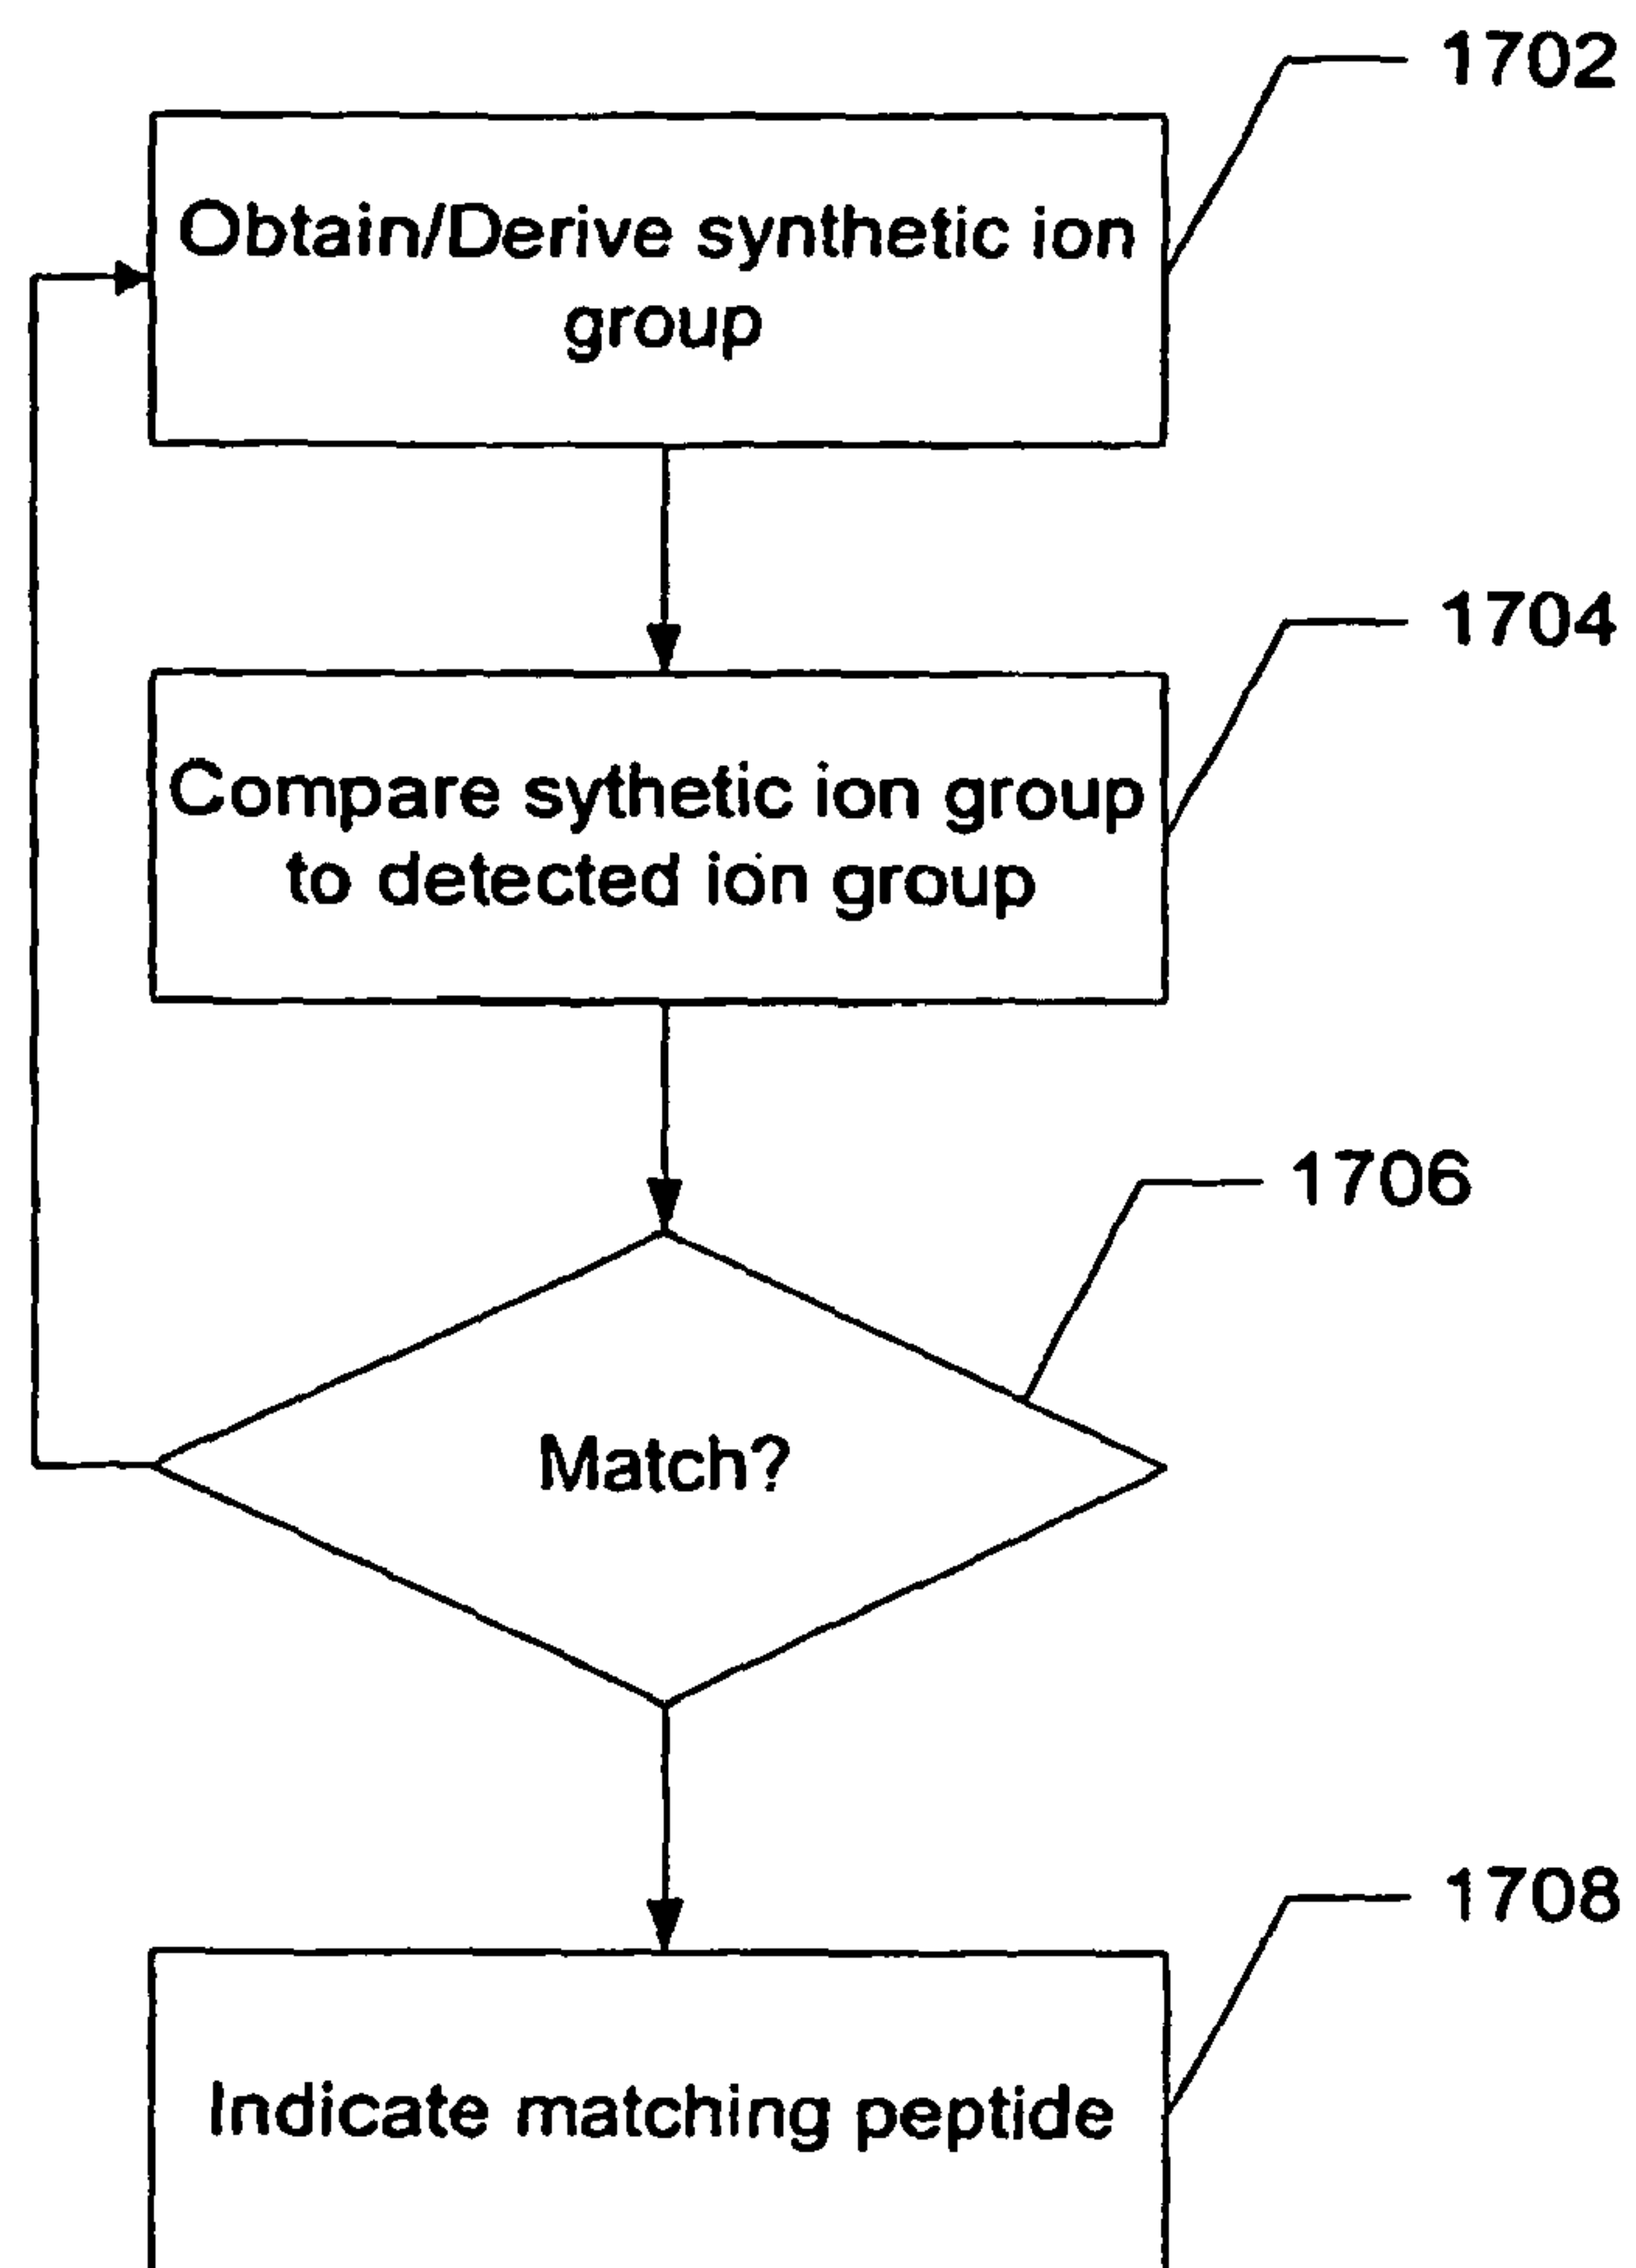 1702
Obtain/Derive synthetic ion
group
1704
Compare sythetic ion group
to detected ion group
1706
Match?
1708
Indicate matching peptide